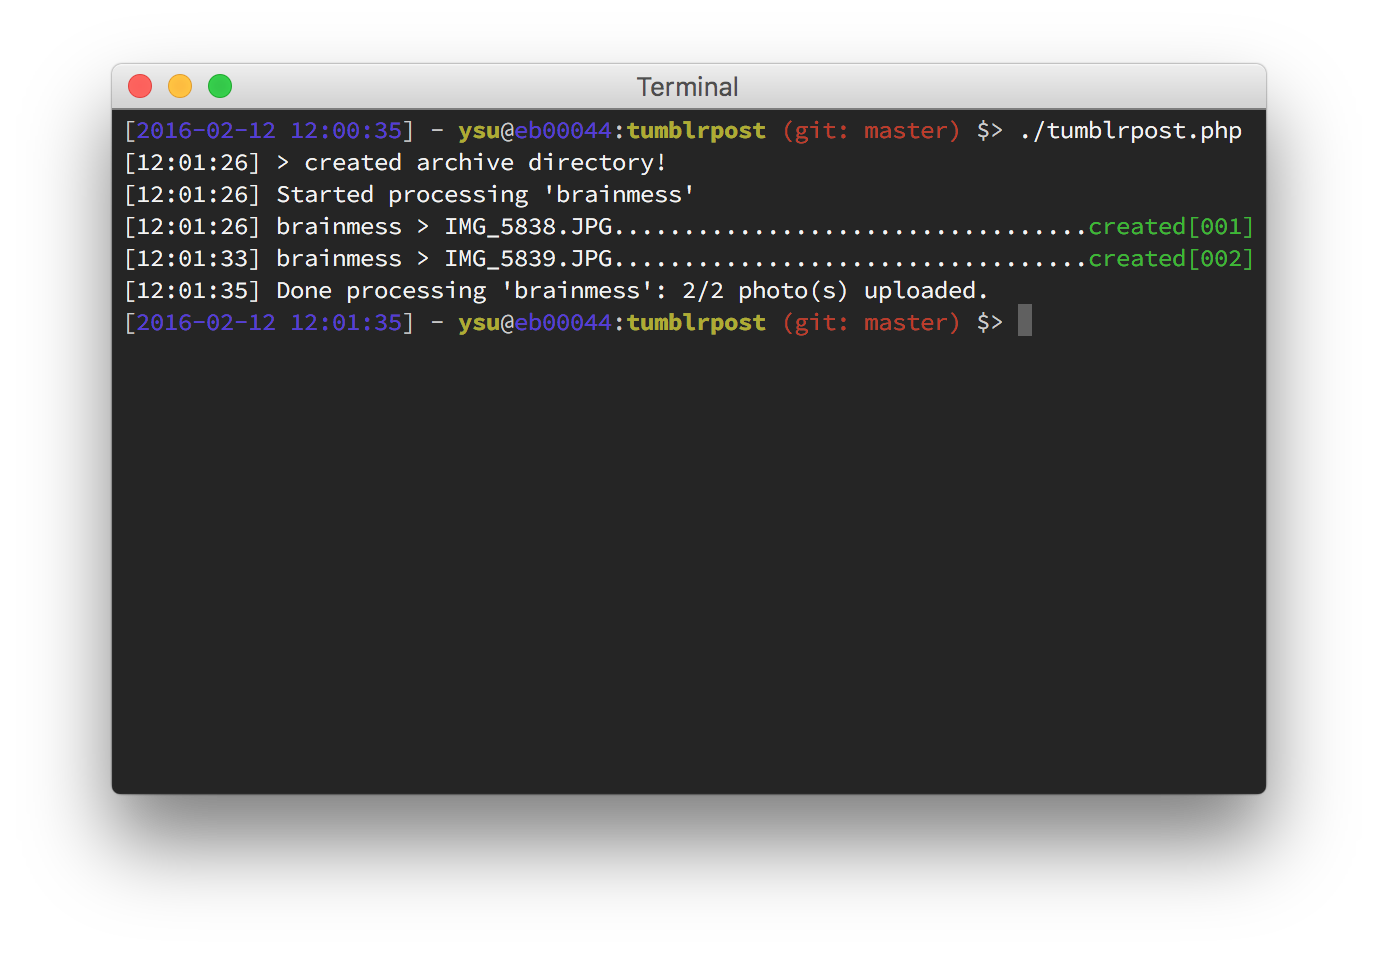 Terminal
[2016-02-12 12:00:35] - ysu@eb00044:tumblrpost (git: master) $> ./tumblrpost.php
[12:01:26] > created archive directory!
[12:01:26] Started processing 'brainmess'
[12:01:26] brainmess > IMG_5838.JPG..................................created[001]
[12:01:33] brainmess > IMG_5839.JPG..................................created[002]
[12:01:35] Done processing 'brainmess': 2/2 photo(s) uploaded.
[2016-02-12 12:01:35] - ysu@eb00044:tumblrpost (git: master) $>